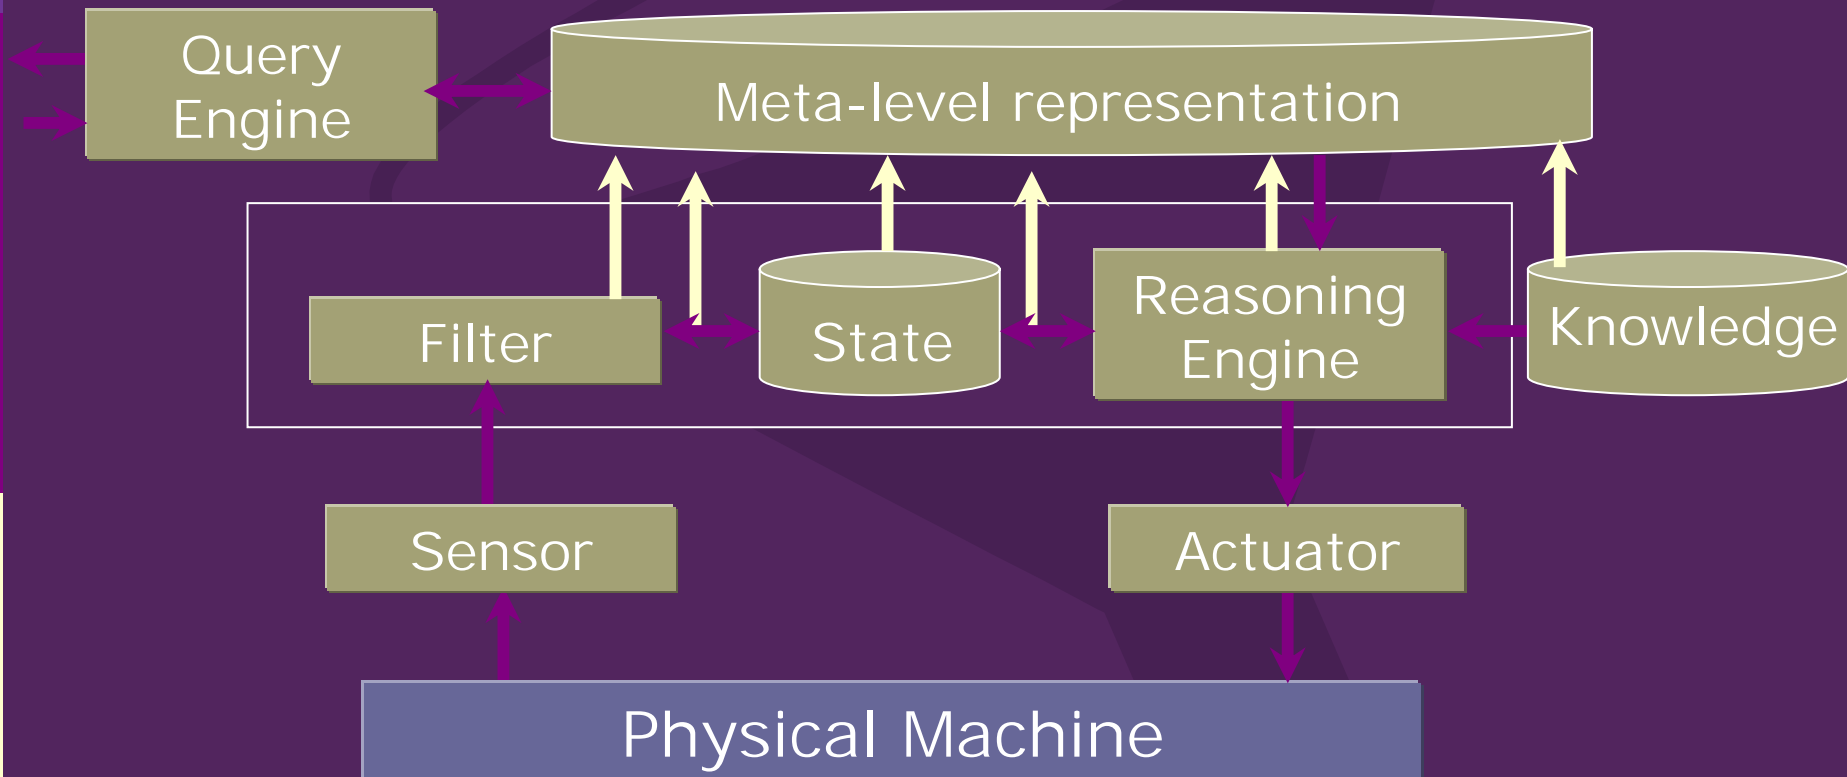 Query
Engine
Meta-level representation
Filter
State
Reasoning
Engine
Knowledge
Sensor
Actuator
Physical Machine